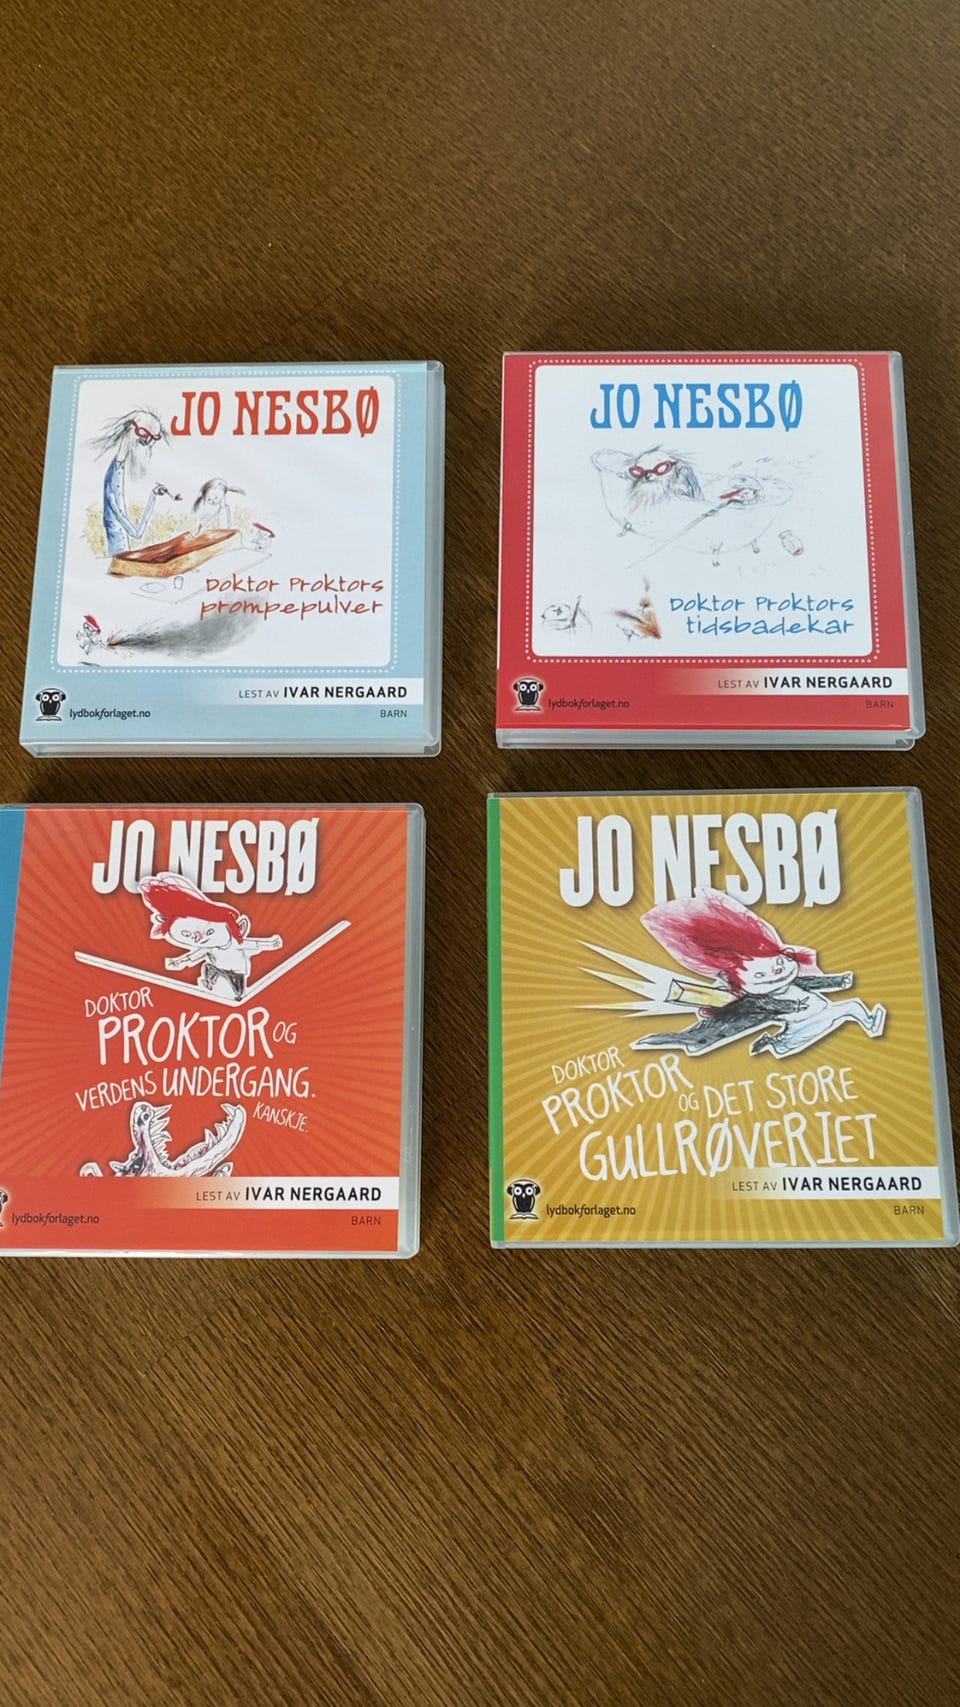 JO NESBØ
Doktor Proktors
prompepulver
LEST AV IVAR NERGAARD
lydbokforlaget.no
BARN
JO NESBØ
Doktor Proktors
tidsbadekar
LEST AV IVAR NERGAARD
lydbokforlaget.no
BARN
JO NESBØ
DOKTOR
PROKTOR OG
VERDENS UNDERGANG.
KANSKJE.
LEST AV IVAR NERGAARD
lydbokforlaget.no
BARN
JO NESBØ
DOKTOR
PROKTOR
OG DET STORE
GULLRØVERIET
LEST AV IVAR NERGAARD
lydbokforlaget.no
BARN